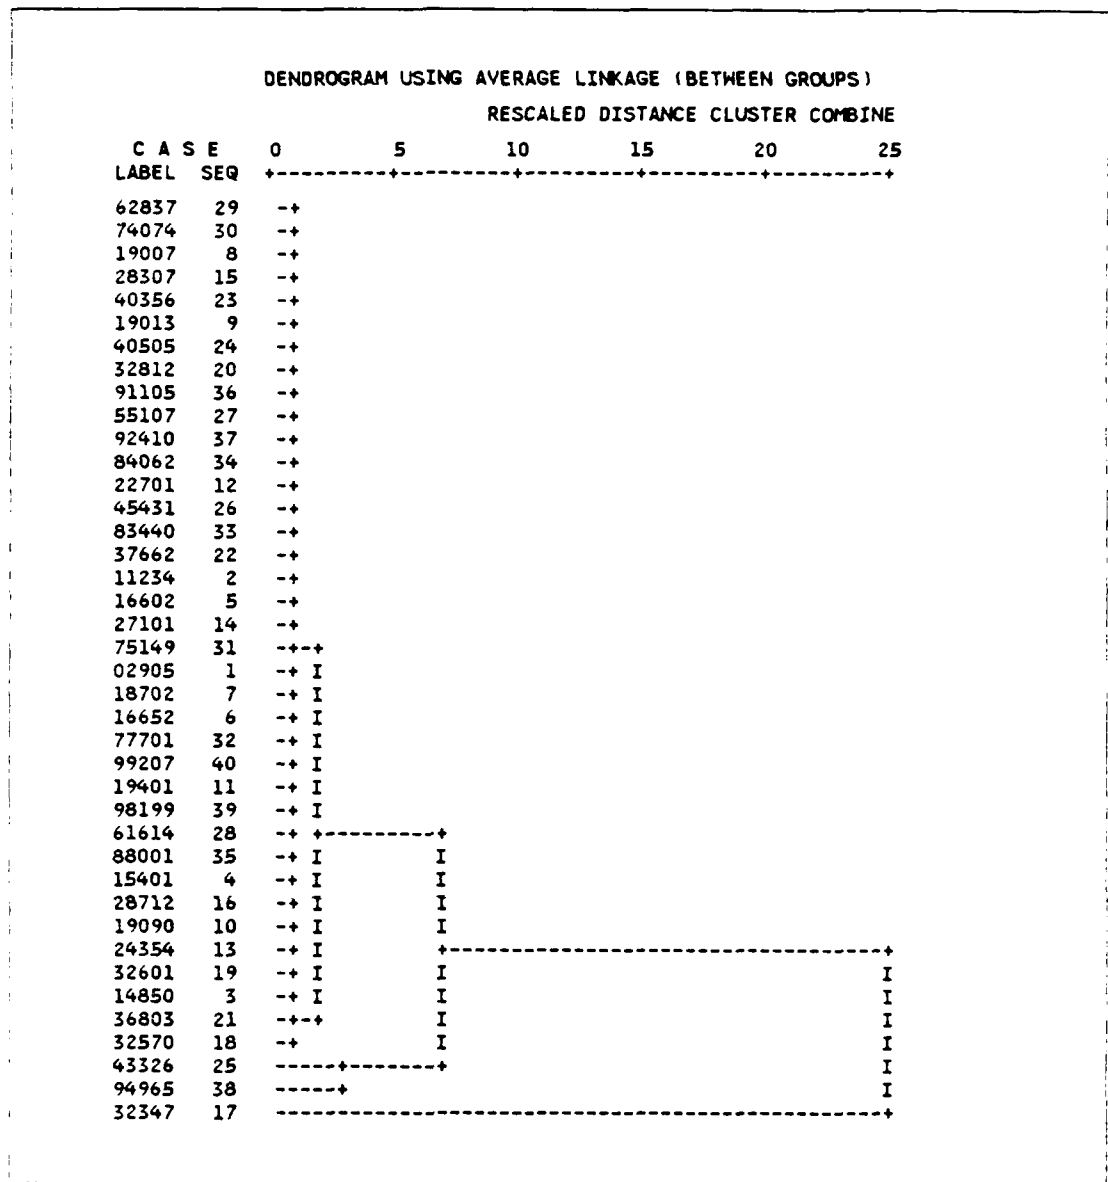 DENDROGRAM USING AVERAGE LINKAGE (BETWEEN GROUPS)
RESCALED DISTANCE CLUSTER COMBINE
C A S E 0 5 10 15 20 25
LABEL SEQ +---------+---------+---------+---------+---------+
62837 29 -+
74074 30 -+
19007 8 -+
28307 15 -+
40356 23 -+
19013 9 -+
40505 24 -+
32812 20 -+
91105 36 -+
55107 27 -+
92410 37 -+
84062 34 -+
22701 12 -+
45431 26 -+
83440 33 -+
37662 22 -+
11234 2 -+
16602 5 -+
27101 14 -+
75149 31 -+-+
02905 1 -+ I
18702 7 -+ I
16652 6 -+ I
77701 32 -+ I
99207 40 -+ I
19401 11 -+ I
98199 39 -+ I
61614 28 -+ +---------+
88001 35 -+ I I
15401 4 -+ I I
28712 16 -+ I I
19090 10 -+ I I
24354 13 -+ I +-----------------------------------+
32601 19 -+ I I I
14850 3 -+ I I I
36803 21 -+-+ I I
32570 18 -+ I I
43326 25 -----+-------+ I
94965 38 -----+ I
32347 17 -------------------------------------------------+